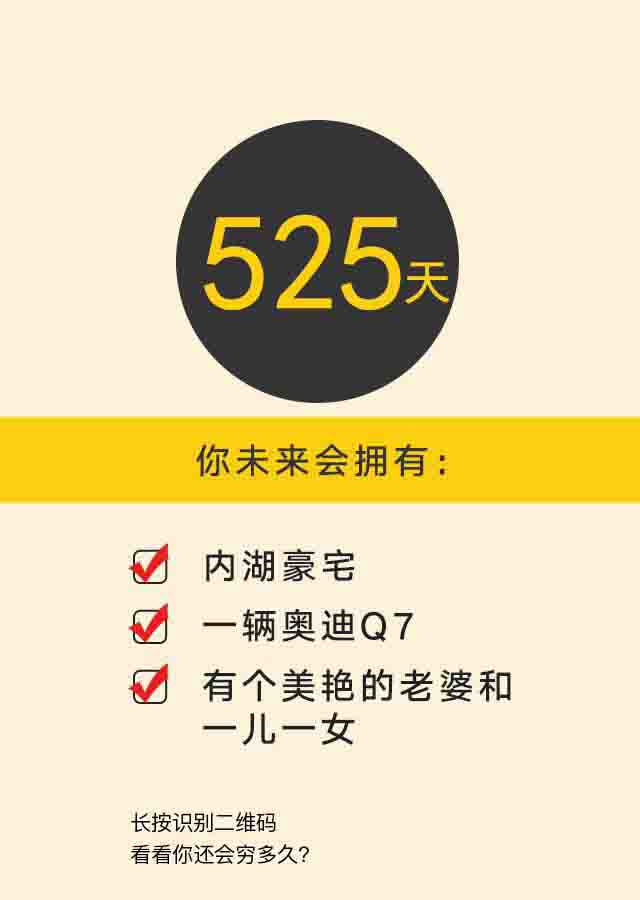 525天
你未来会拥有：
内湖豪宅
一辆奥迪Q7
有个美艳的老婆和
一儿一女
长按识别二维码
看看你还会穷多久?